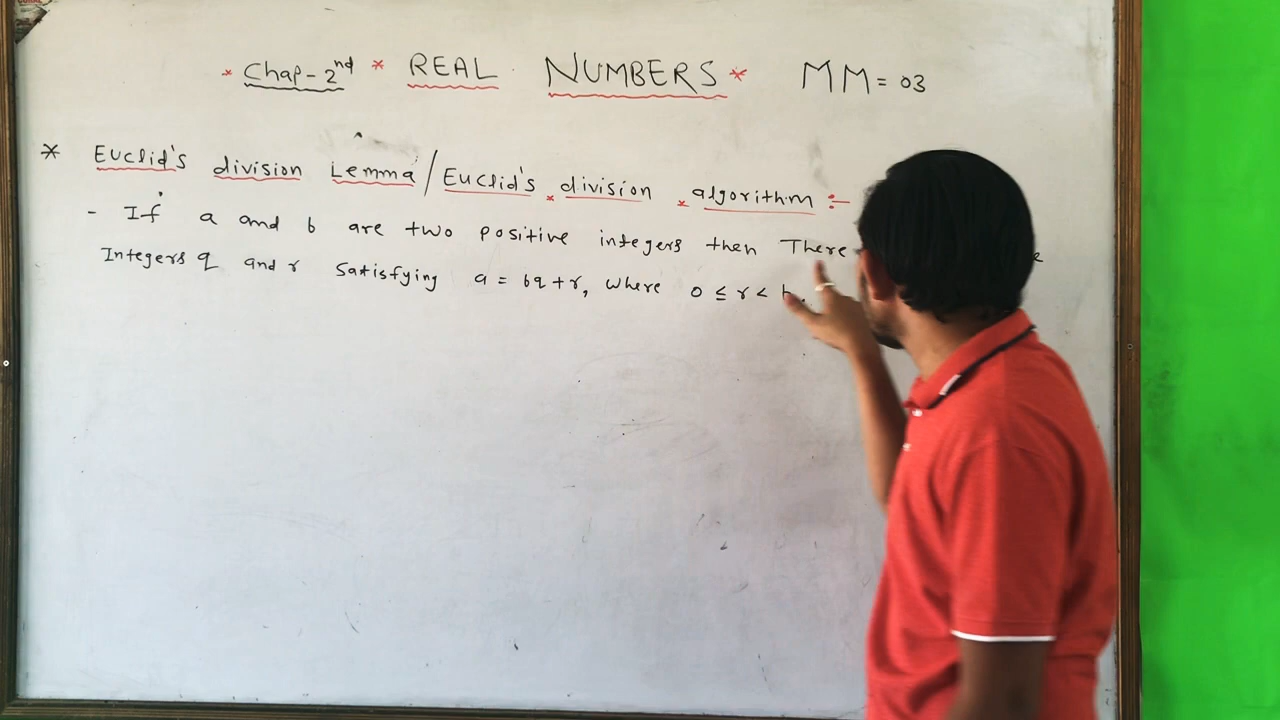 * Chap-2nd * REAL NUMBERS * MM = 03
* Euclid's division Lemma / Euclid's division algorithm :-
- If a and b are two positive integers then There
Integers q and r Satisfying a = bq + r, where 0 ≤ r < b.